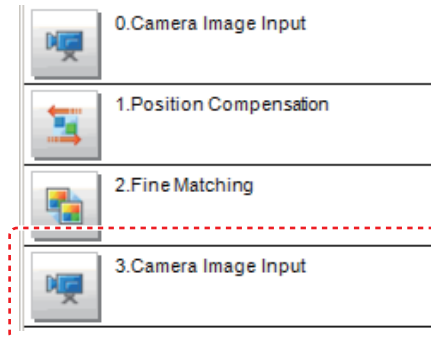 0.Camera Image Input
1.Position Compensation
2.Fine Matching
3.Camera Image Input